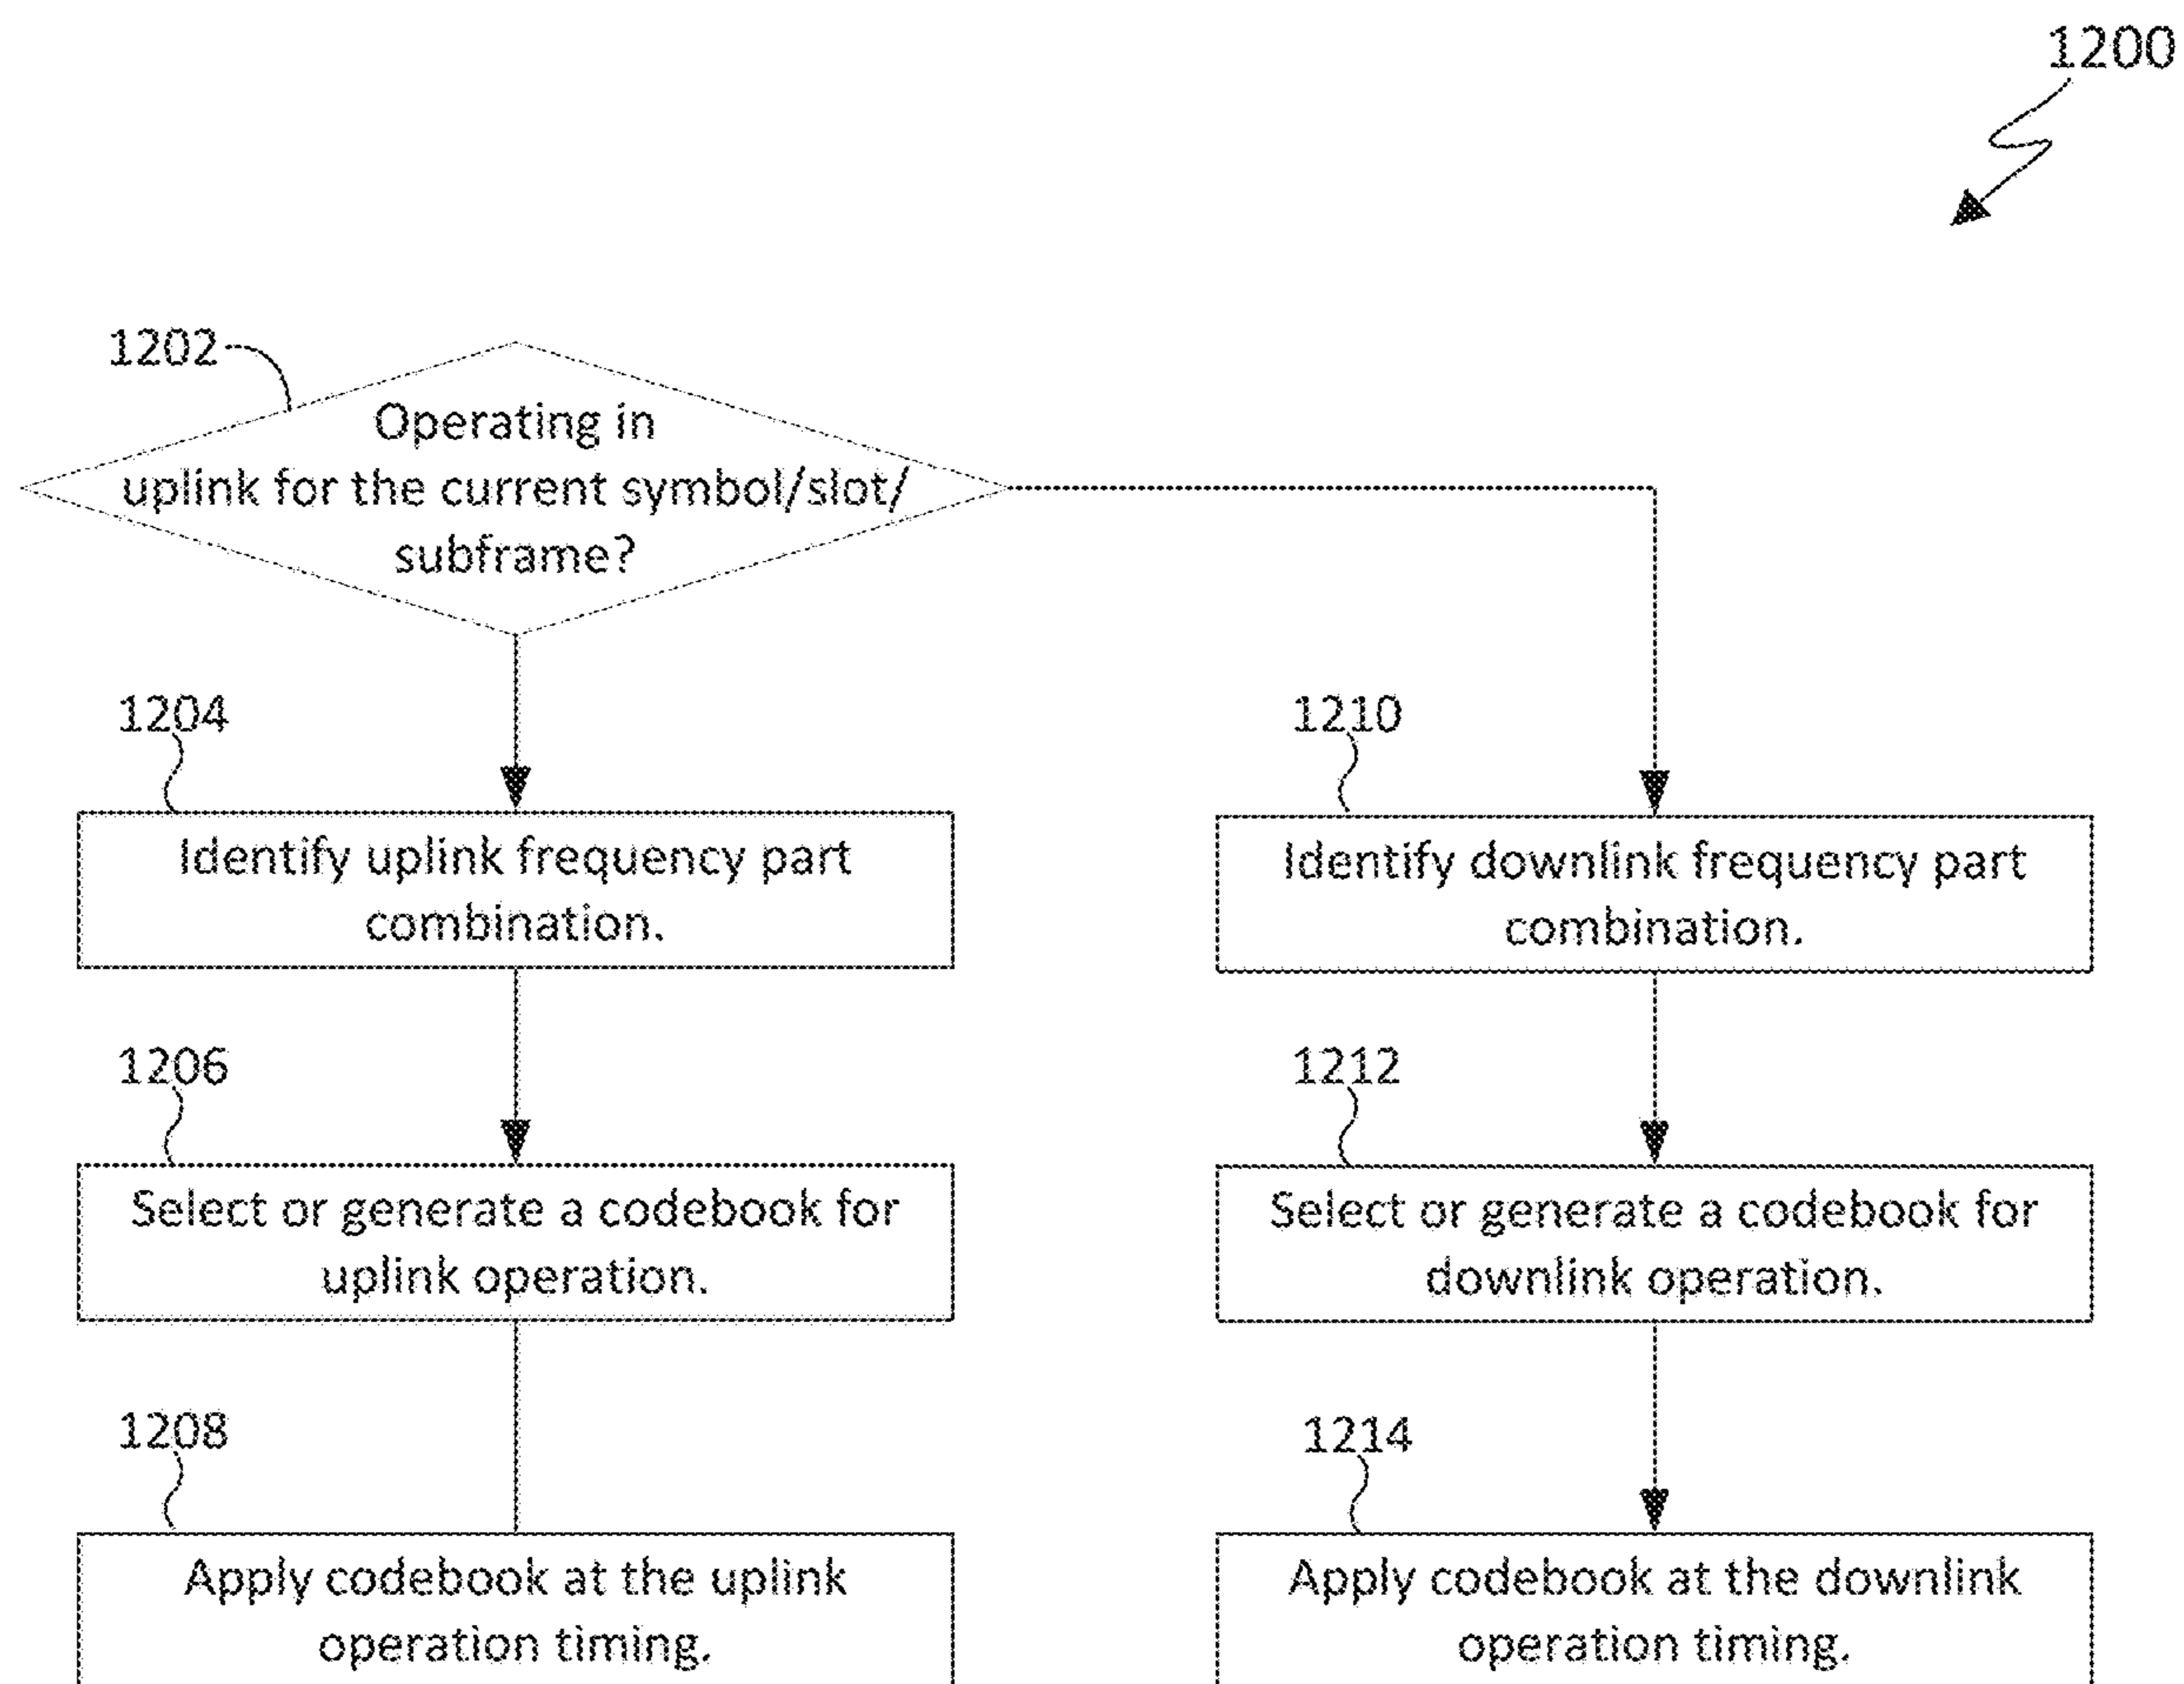 1200
1202
Operating in
uplink for the current symbol/slot/
subframe?
1204
Identify uplink frequency part
combination.
1206
Select or generate a codebook for
uplink operation.
1208
Apply codebook at the uplink
operation timing.
1210
Identify downlink frequency part
combination.
1212
Select or generate a codebook for
downlink operation.
1214
Apply codebook at the downlink
operation timing.